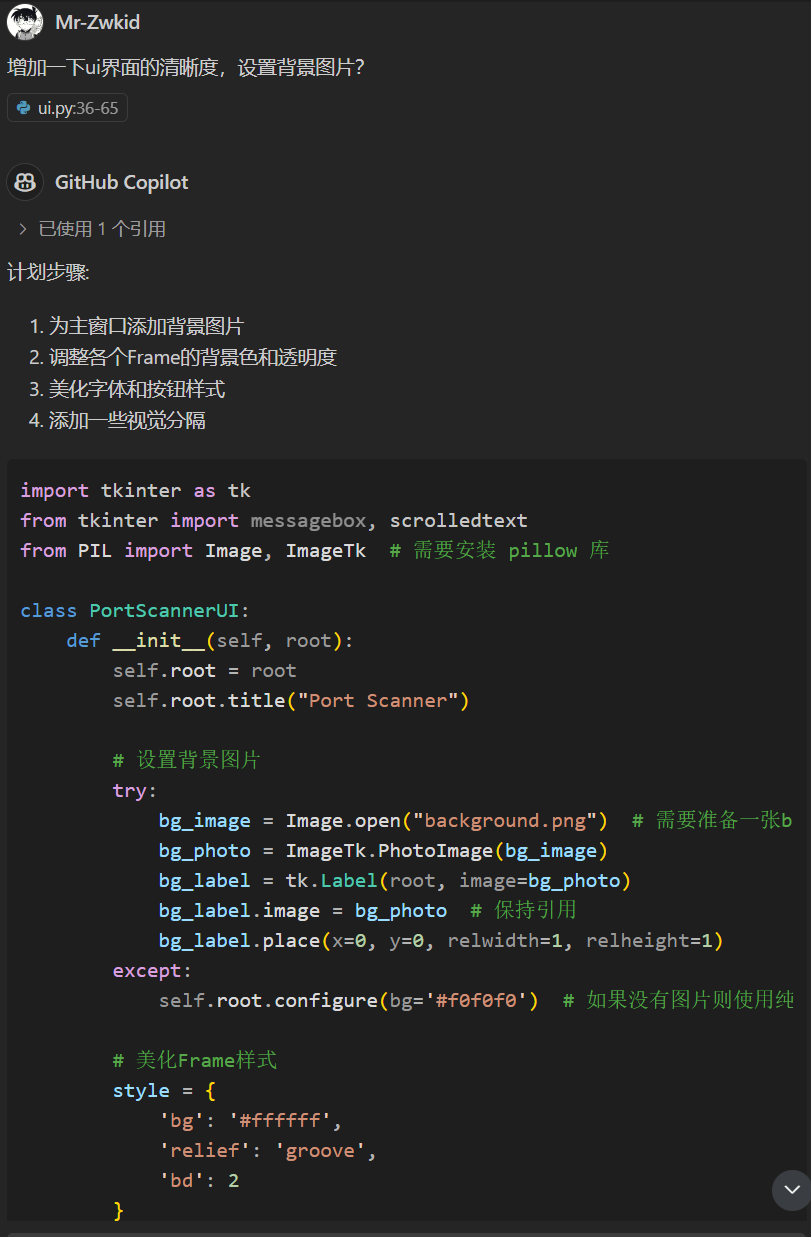 Mr-Zwkid
增加一下ui界面的清晰度，设置背景图片？
ui.py:36-65
GitHub Copilot
已使用 1 个引用
计划步骤:
1. 为主窗口添加背景图片
2. 调整各个Frame的背景色和透明度
3. 美化字体和按钮样式
4. 添加一些视觉分隔
import tkinter as tk
from tkinter import messagebox, scrolledtext
from PIL import Image, ImageTk  # 需要安装 pillow 库
class PortScannerUI:
    def __init__(self, root):
        self.root = root
        self.root.title("Port Scanner")
        # 设置背景图片
        try:
            bg_image = Image.open("background.png")  # 需要准备一张b
            bg_photo = ImageTk.PhotoImage(bg_image)
            bg_label = tk.Label(root, image=bg_photo)
            bg_label.image = bg_photo  # 保持引用
            bg_label.place(x=0, y=0, relwidth=1, relheight=1)
        except:
            self.root.configure(bg='#f0f0f0')  # 如果没有图片则使用纯
        # 美化Frame样式
        style = {
            'bg': '#ffffff',
            'relief': 'groove',
            'bd': 2
        }